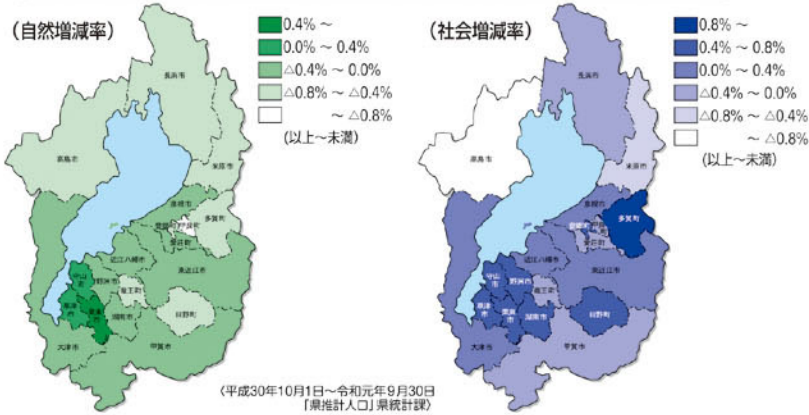 （自然増減率）
0.4% ～
0.0% ～ 0.4%
△0.4% ～ 0.0%
△0.8% ～ △0.4%
～ △0.8%
(以上～未満)
長浜市
高島市
米原市
彦根市
多賀町
甲良町
愛荘町
近江八幡市
東近江市
守山市
野洲市
竜王町
草津市
栗東市
湖南市
日野町
大津市
甲賀市
（社会増減率）
0.8% ～
0.4% ～ 0.8%
0.0% ～ 0.4%
△0.4% ～ 0.0%
△0.8% ～ △0.4%
～ △0.8%
(以上～未満)
長浜市
高島市
米原市
彦根市
多賀町
愛荘町
近江八幡市
東近江市
守山市
野洲市
竜王町
草津市
栗東市
湖南市
日野町
大津市
甲賀市
〈平成30年10月1日～令和元年9月30日
「県推計人口」県統計課〉